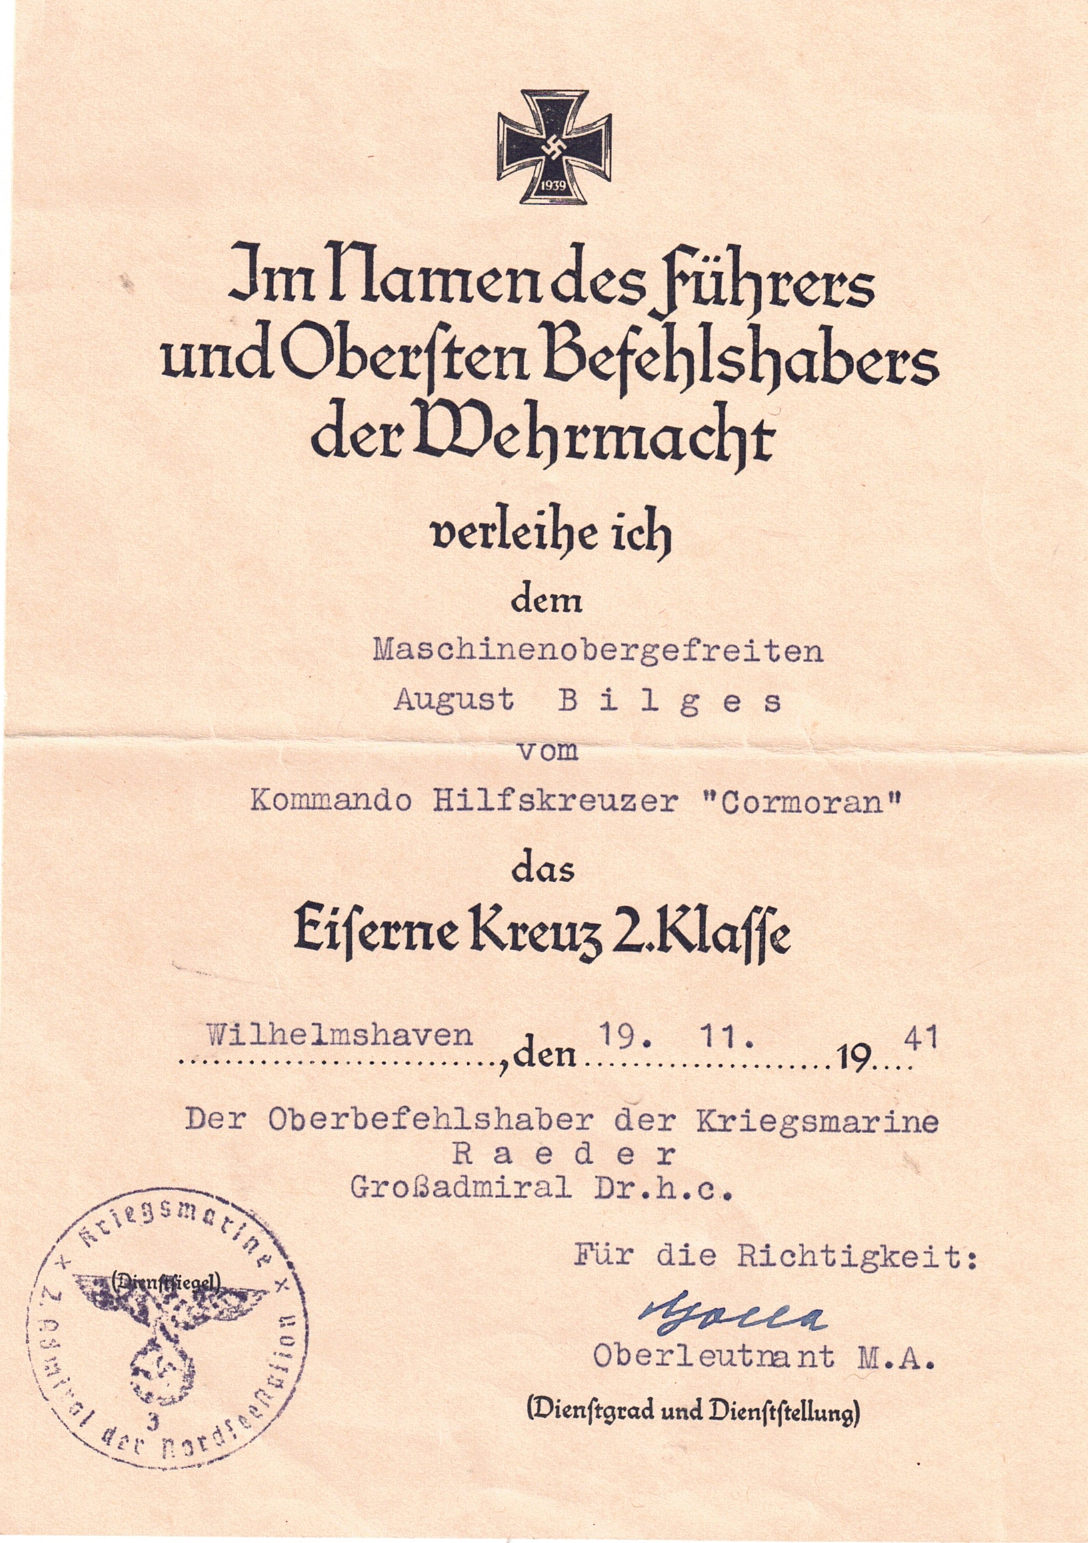 1939
Im Namen des Führers
und Oberſten Befehlshabers
der Wehrmacht
verleihe ich
dem
Maschinenobergefreiten
August B i l g e s
vom
Kommando Hilfskreuzer "Cormoran"
das
Eiſerne Kreuz 2. Klaſſe
Wilhelmshaven, den 19. 11. 1941
Der Oberbefehlshaber der Kriegsmarine
R a e d e r
Großadmiral Dr.h.c.
Für die Richtigkeit:
Oberleutnant M.A.
(Dienſtgrad und Dienſtſtellung)
(Dienſtſiegel)
Kriegsmarine
2. Admiral der Nordſeeſtation
3